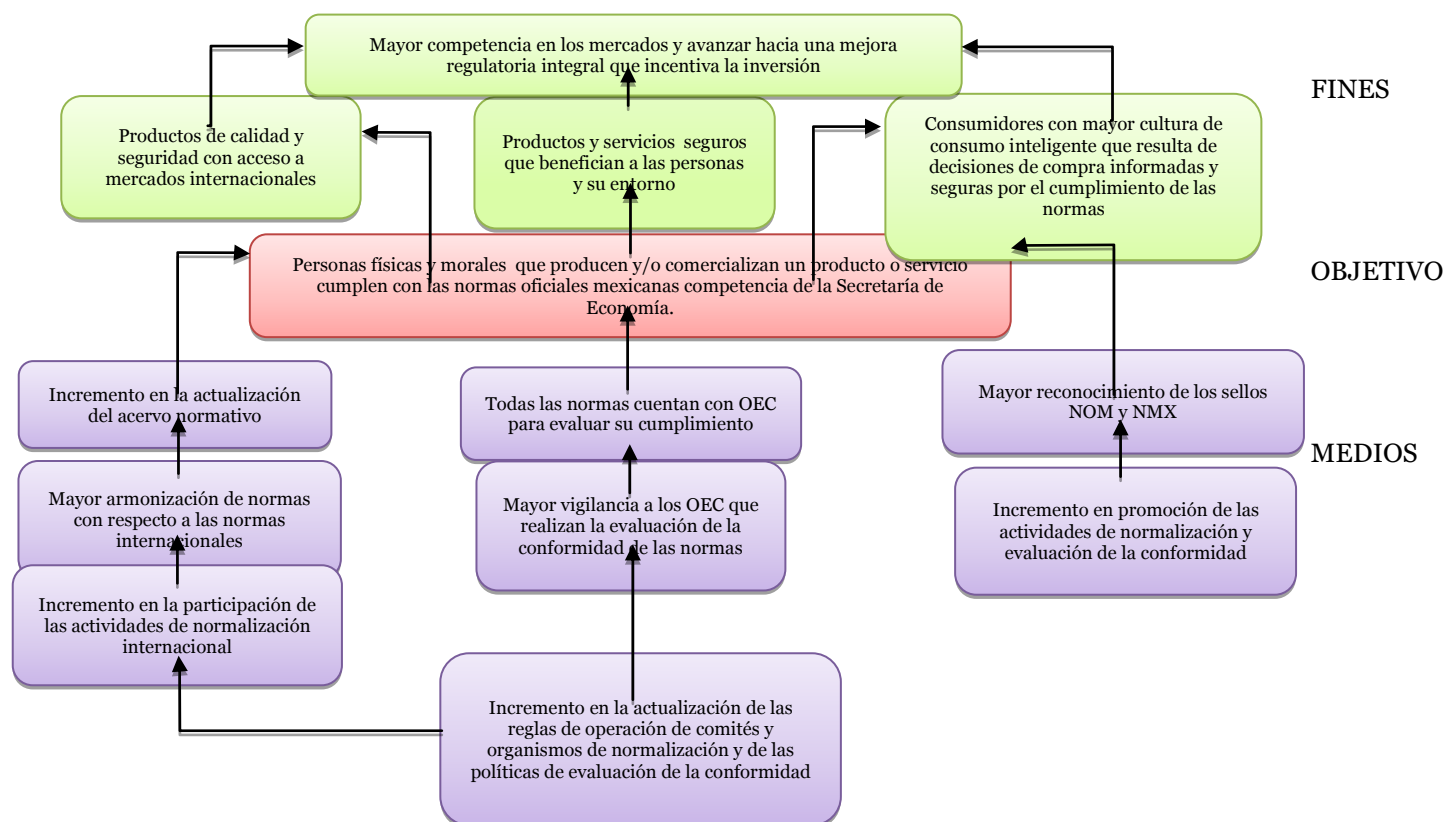 Mayor competencia en los mercados y avanzar hacia una mejora
regulatoria integral que incentiva la inversión
FINES
Productos de calidad y
seguridad con acceso a
mercados internacionales
Productos y servicios seguros
que benefician a las personas
y su entorno
Consumidores con mayor cultura de
consumo inteligente que resulta de
decisiones de compra informadas y
seguras por el cumplimiento de las
normas
Personas físicas y morales que producen y/o comercializan un producto o servicio
cumplen con las normas oficiales mexicanas competencia de la Secretaría de
Economía.
OBJETIVO
Incremento en la actualización
del acervo normativo
Todas las normas cuentan con OEC
para evaluar su cumplimiento
Mayor reconocimiento de los sellos
NOM y NMX
MEDIOS
Mayor armonización de normas
con respecto a las normas
internacionales
Mayor vigilancia a los OEC que
realizan la evaluación de la
conformidad de las normas
Incremento en promoción de las
actividades de normalización y
evaluación de la conformidad
Incremento en la participación de
las actividades de normalización
internacional
Incremento en la actualización de las
reglas de operación de comités y
organismos de normalización y de las
políticas de evaluación de la conformidad